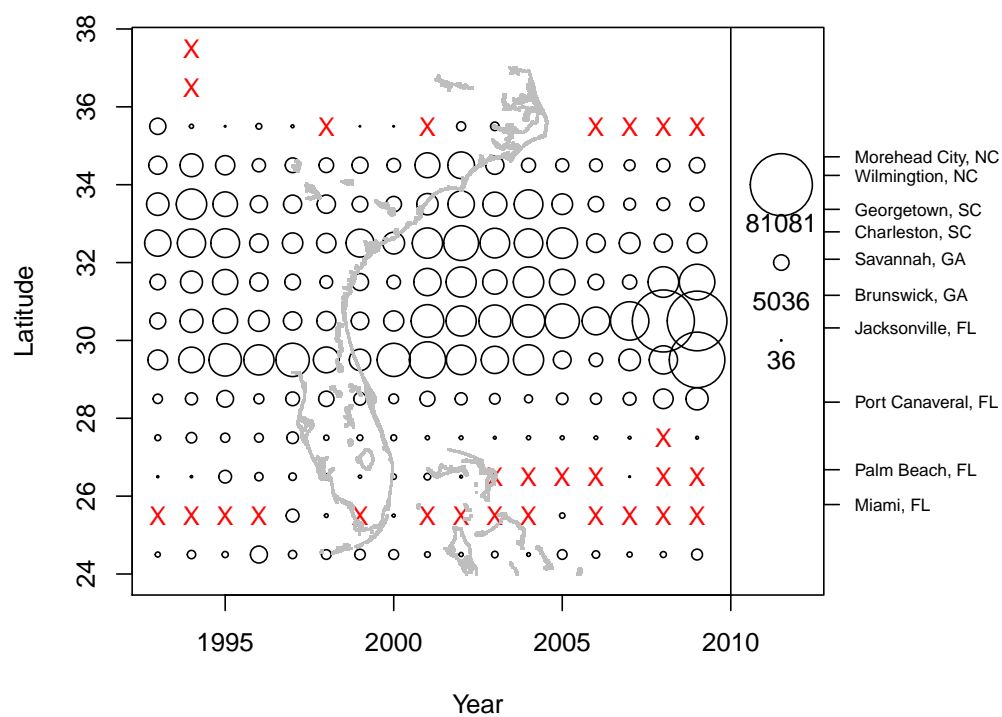 38
36
34
32
30
28
26
24
Latitude
X
X
X X X X X X
X
X X X X X X
X X X X X X X X X X X X X
1995 2000 2005 2010
Year
81081
5036
36
Morehead City, NC
Wilmington, NC
Georgetown, SC
Charleston, SC
Savannah, GA
Brunswick, GA
Jacksonville, FL
Port Canaveral, FL
Palm Beach, FL
Miami, FL